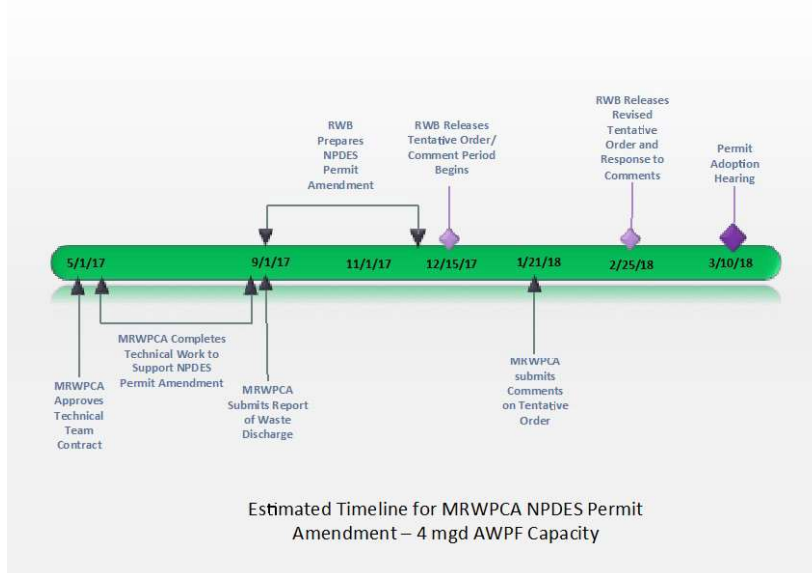 RWB
Prepares
NPDES
Permit
Amendment
RWB Releases
Tentative Order/
Comment Period
Begins
RWB Releases
Revised
Tentative
Order and
Response to
Comments
Permit
Adoption
Hearing
5/1/17
9/1/17
11/1/17
12/15/17
1/21/18
2/25/18
3/10/18
MRWPCA
Approves
Technical
Team
Contract
MRWPCA Completes
Technical Work to
Support NPDES
Permit Amendment
MRWPCA
Submits Report
of Waste
Discharge
MRWPCA
submits
Comments
on Tentative
Order
Estimated Timeline for MRWPCA NPDES Permit
Amendment – 4 mgd AWPF Capacity